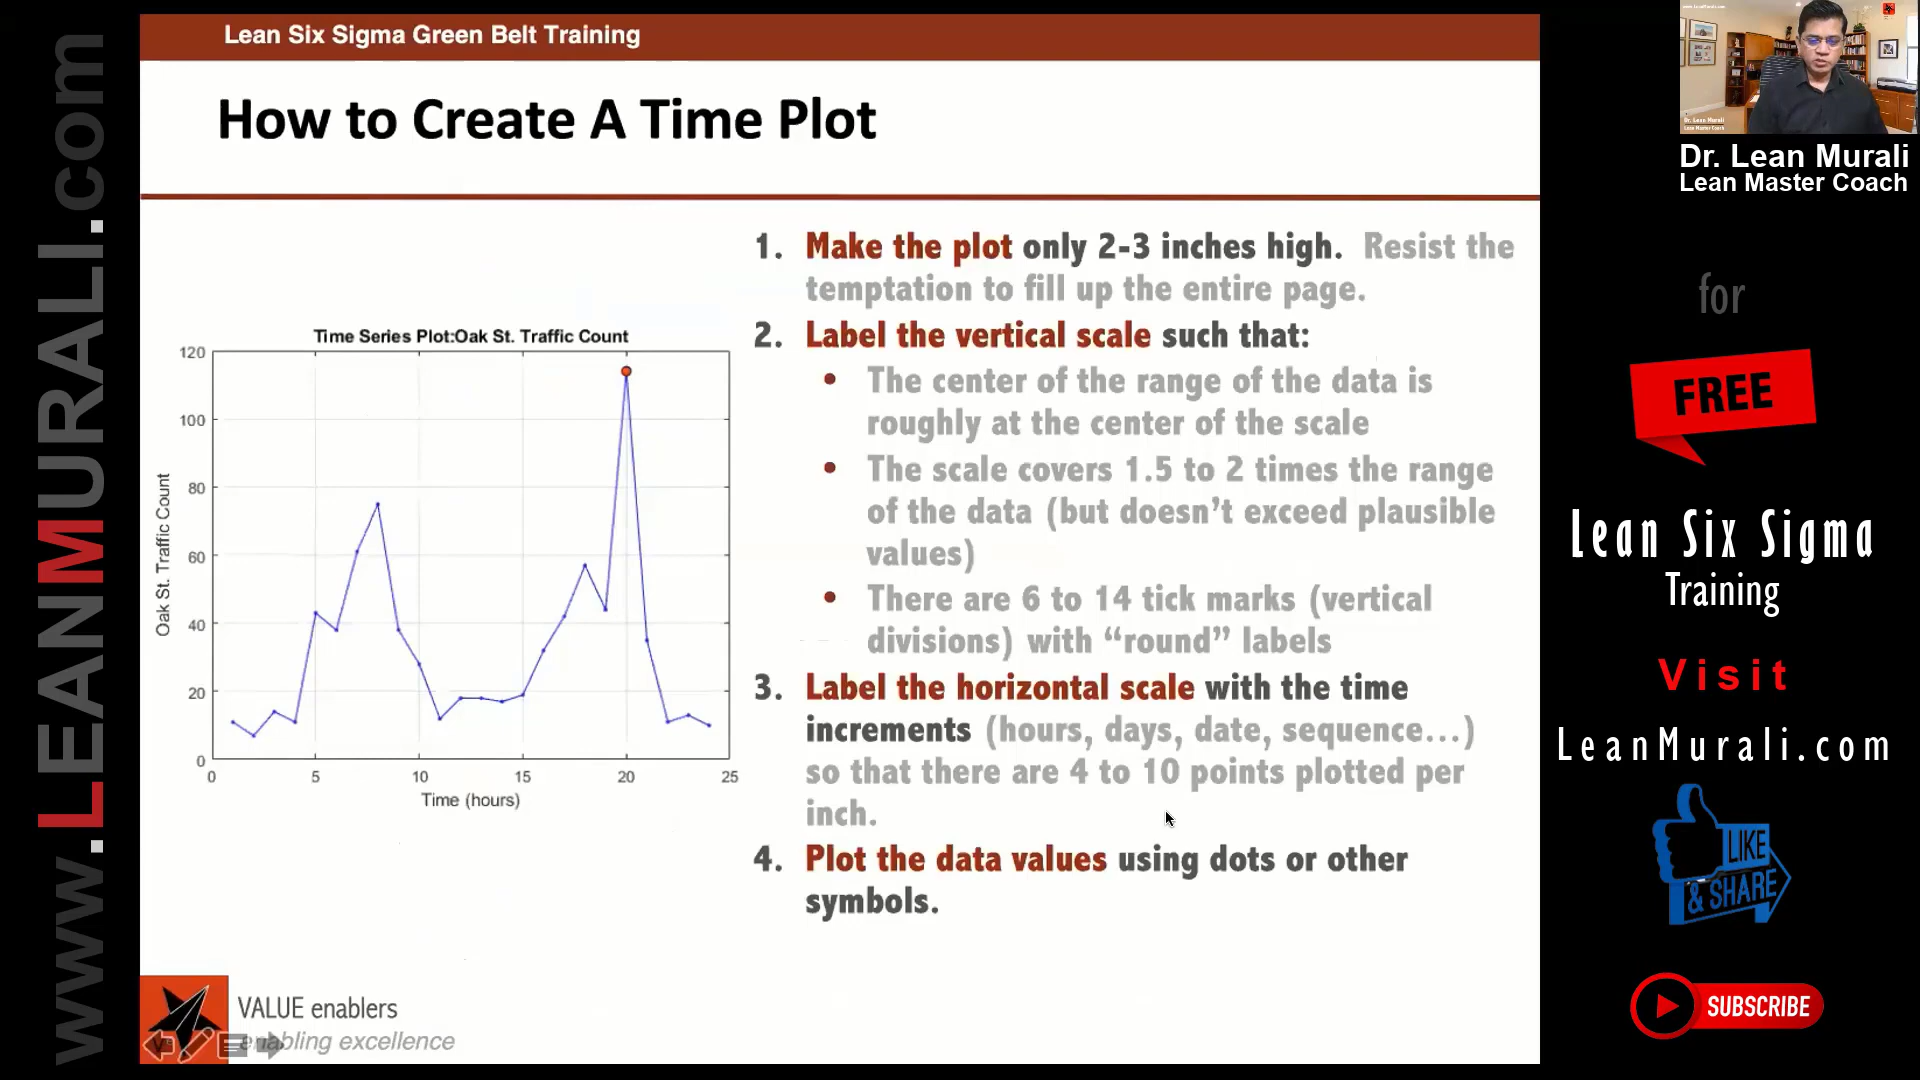 www.LEANMURALI.com
Lean Six Sigma Green Belt Training
How to Create A Time Plot
Time Series Plot:Oak St. Traffic Count
Oak St. Traffic Count
120
100
80
60
40
20
0
0 5 10 15 20 25
Time (hours)
1. Make the plot only 2-3 inches high. Resist the
temptation to fill up the entire page.
2. Label the vertical scale such that:
• The center of the range of the data is
roughly at the center of the scale
• The scale covers 1.5 to 2 times the range
of the data (but doesn’t exceed plausible
values)
• There are 6 to 14 tick marks (vertical
divisions) with “round” labels
3. Label the horizontal scale with the time
increments (hours, days, date, sequence...)
so that there are 4 to 10 points plotted per
inch.
4. Plot the data values using dots or other
symbols.
VALUE enablers
enabling excellence
Dr. Lean Murali
Lean Master Coach
Dr. Lean Murali
Lean Master Coach
for
FREE
Lean Six Sigma
Training
Visit
LeanMurali.com
LIKE
& SHARE
SUBSCRIBE